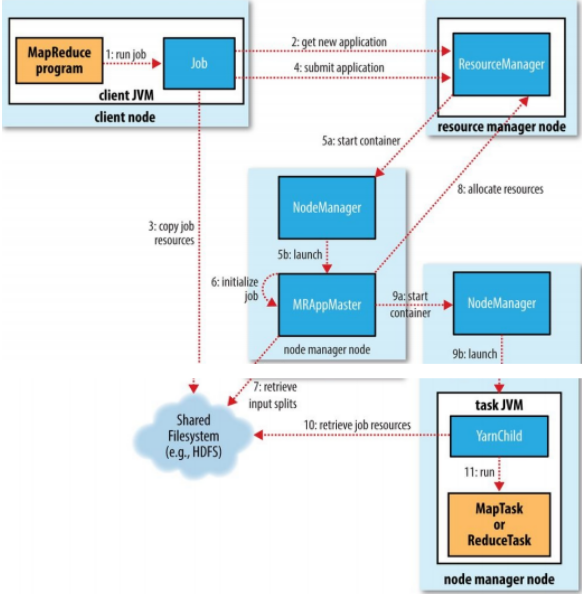 MapReduce
program
1: run job
Job
client JVM
client node
2: get new application
4: submit application
ResourceManager
resource manager node
5a: start container
3: copy job
resources
NodeManager
5b: launch
8: allocate resources
6: initialize
job
MRAppMaster
9a: start
container
NodeManager
node manager node
9b: launch
7: retrieve
input splits
Shared
Filesystem
(e.g., HDFS)
10: retrieve job resources
task JVM
YarnChild
11: run
MapTask
or
ReduceTask
node manager node